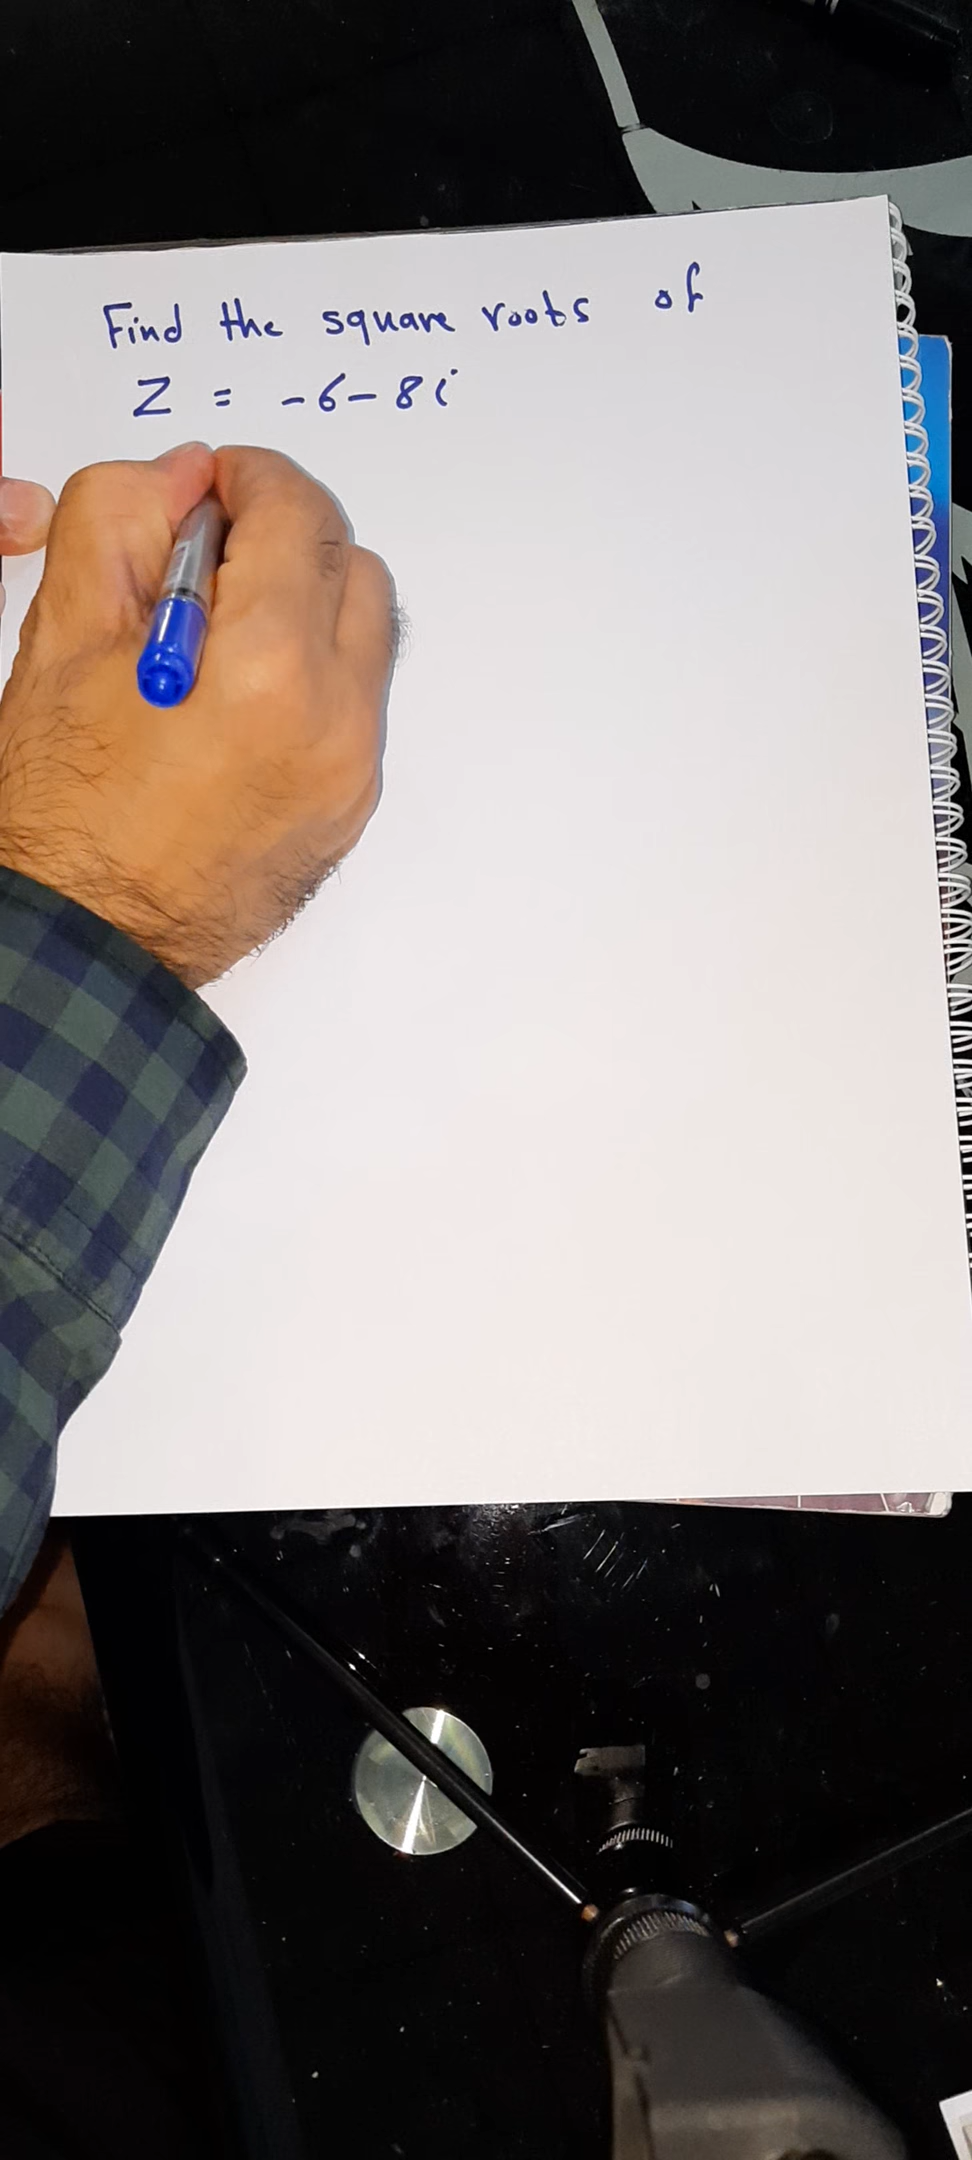 Find the square roots of
Z = -6-8i